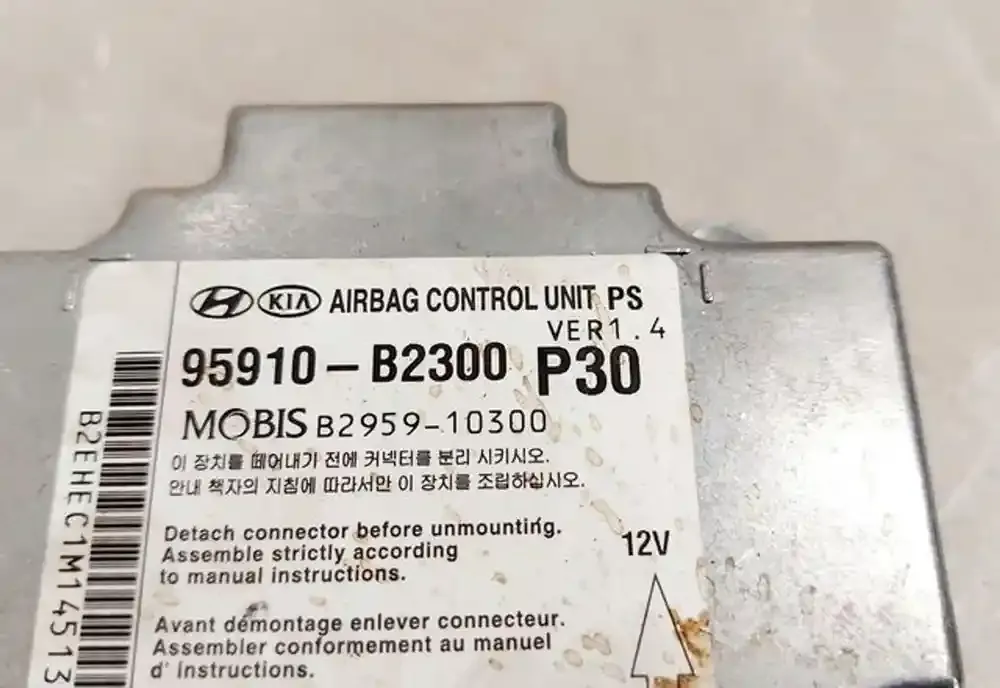 KIA AIRBAG CONTROL UNIT PS
VER1.4
95910-B2300 P30
MOBIS B2959-10300
이 장치를 떼어내기 전에 커넥터를 분리 시키시오.
안내 책자의 지침에 따라서만 이 장치를 조립하십시오.
Detach connector before unmounting.
Assemble strictly according
to manual instructions.
12V
Avant démontage enlever connecteur.
Assembler conformement au manuel
d' instructions.
B2EHEC1M14513